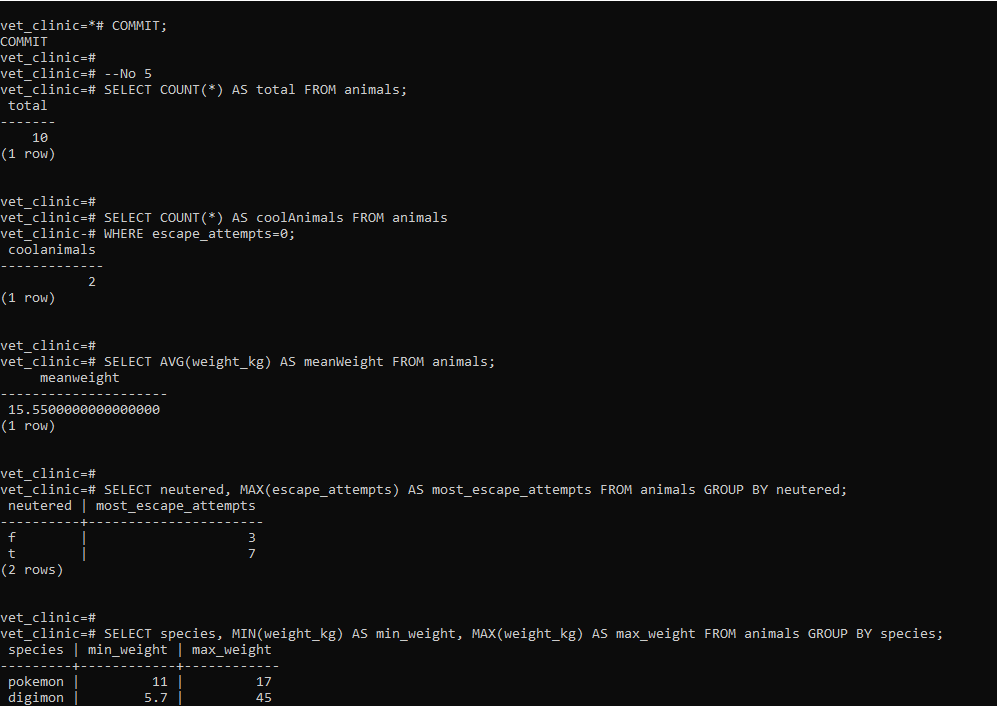 vet_clinic=*# COMMIT;
COMMIT
vet_clinic=#
vet_clinic=# --No 5
vet_clinic=# SELECT COUNT(*) AS total FROM animals;
 total
-------
    10
(1 row)


vet_clinic=#
vet_clinic=# SELECT COUNT(*) AS coolAnimals FROM animals
vet_clinic-# WHERE escape_attempts=0;
 coolanimals
-------------
           2
(1 row)


vet_clinic=#
vet_clinic=# SELECT AVG(weight_kg) AS meanWeight FROM animals;
     meanweight
---------------------
 15.5500000000000000
(1 row)


vet_clinic=#
vet_clinic=# SELECT neutered, MAX(escape_attempts) AS most_escape_attempts FROM animals GROUP BY neutered;
 neutered | most_escape_attempts
----------+----------------------
 f        |                    3
 t        |                    7
(2 rows)


vet_clinic=#
vet_clinic=# SELECT species, MIN(weight_kg) AS min_weight, MAX(weight_kg) AS max_weight FROM animals GROUP BY species;
 species | min_weight | max_weight
---------+------------+------------
 pokemon |         11 |         17
 digimon |        5.7 |         45